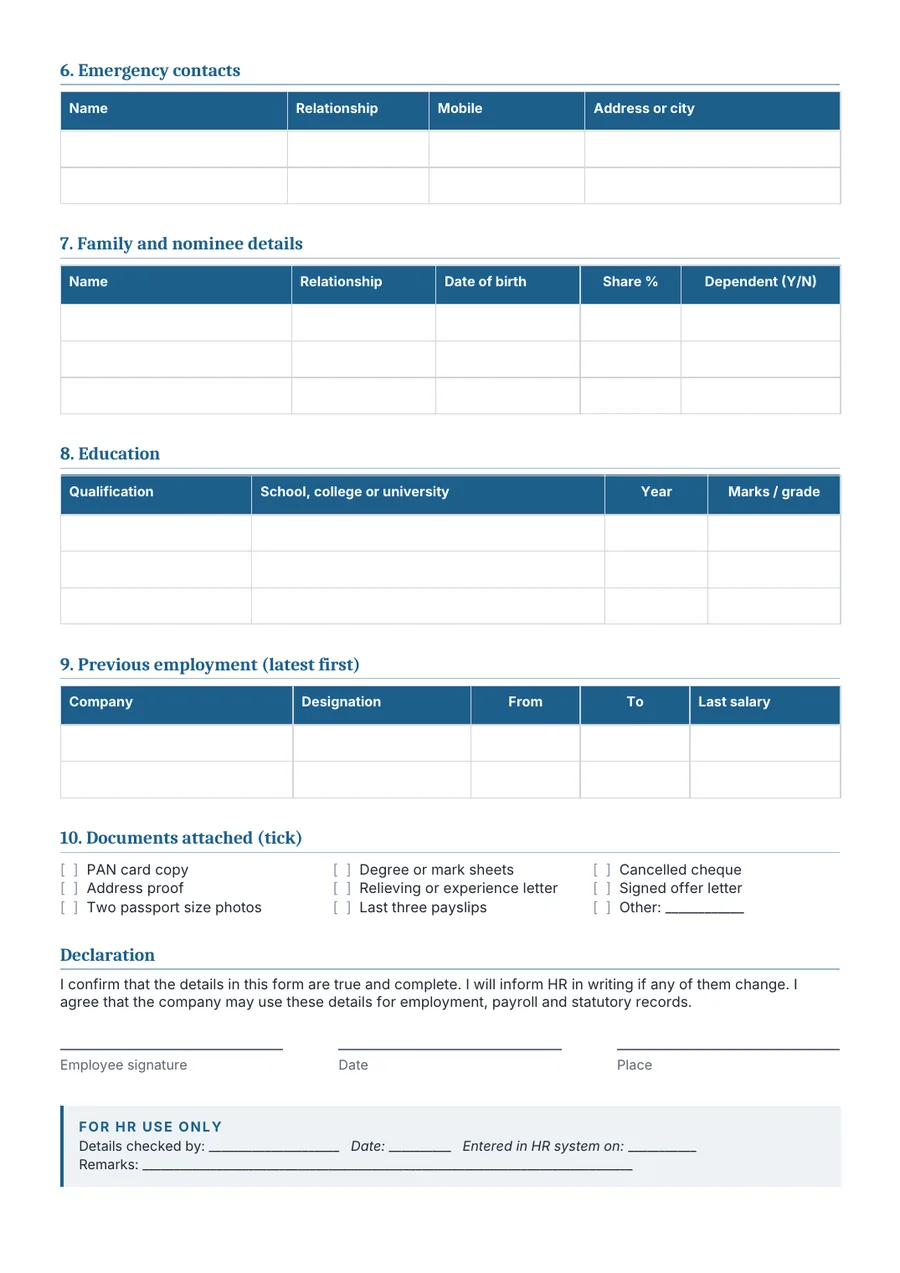 6. Emergency contacts
Name Relationship Mobile Address or city
7. Family and nominee details
Name Relationship Date of birth Share % Dependent (Y/N)
8. Education
Qualification School, college or university Year Marks / grade
9. Previous employment (latest first)
Company Designation From To Last salary
10. Documents attached (tick)
[ ] PAN card copy [ ] Degree or mark sheets [ ] Cancelled cheque
[ ] Address proof [ ] Relieving or experience letter [ ] Signed offer letter
[ ] Two passport size photos [ ] Last three payslips [ ] Other: ____________
Declaration
I confirm that the details in this form are true and complete. I will inform HR in writing if any of them change. I
agree that the company may use these details for employment, payroll and statutory records.
Employee signature Date Place
FOR HR USE ONLY
Details checked by: ____________________ Date: __________ Entered in HR system on: ___________
Remarks: ______________________________________________________________________________